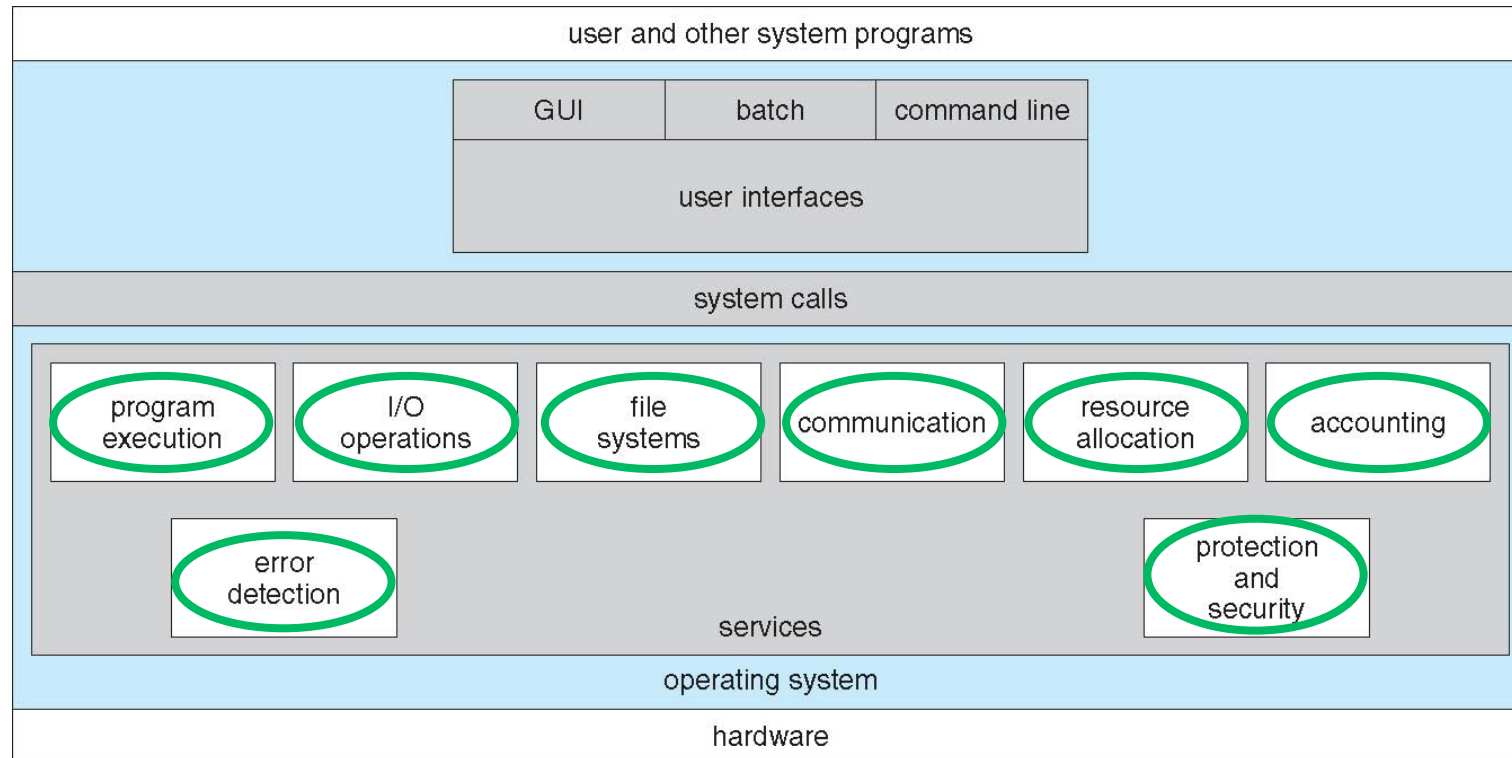 user and other system programs
GUI
batch
command line
user interfaces
system calls
program
execution
I/O
operations
file
systems
communication
resource
allocation
accounting
error
detection
protection
and
security
services
operating system
hardware